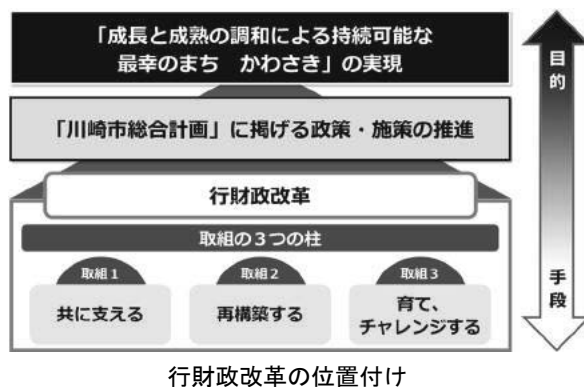 「成長と成熟の調和による持続可能な
最幸のまち　かわさき」の実現
「川崎市総合計画」に掲げる政策・施策の推進
行財政改革
取組の３つの柱
取組１
共に支える
取組２
再構築する
取組３
育て、
チャレンジする
目的
手段
行財政改革の位置付け